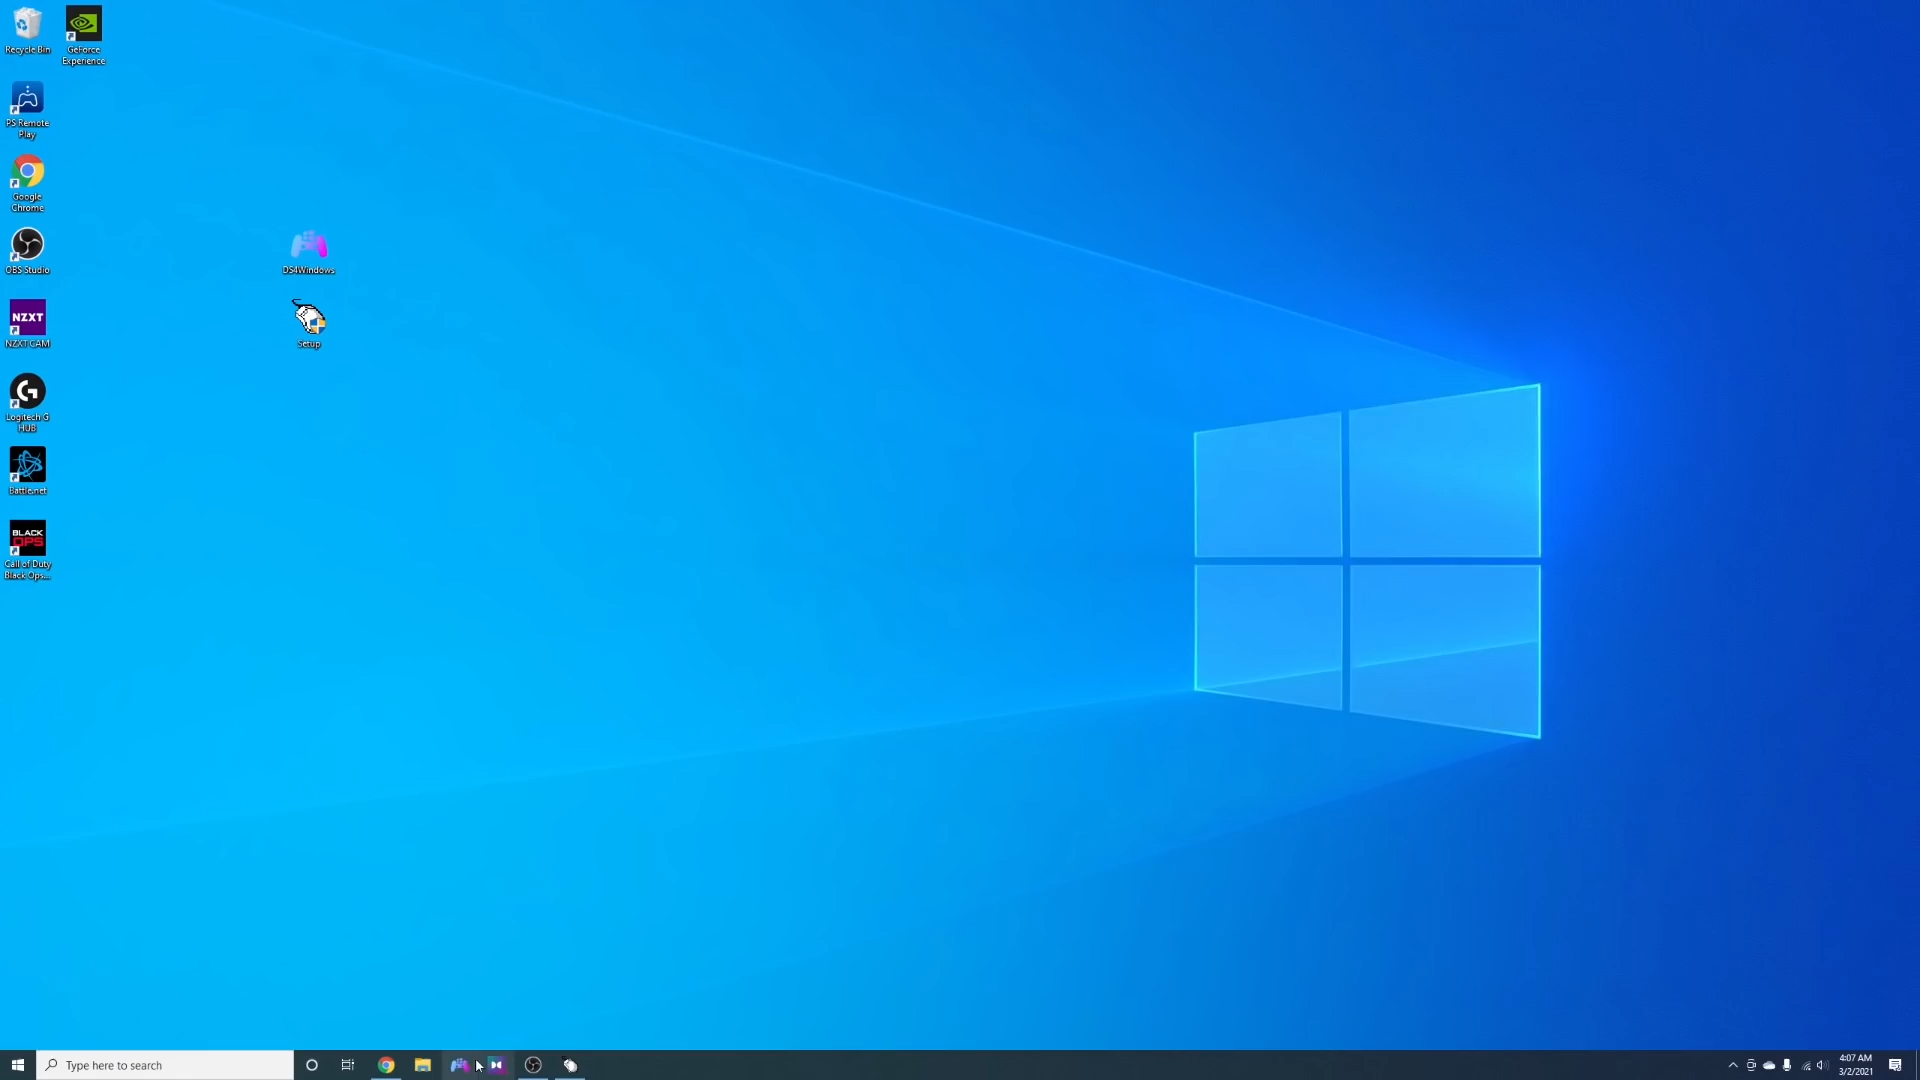 Recycle Bin
GeForce
Experience
PS Remote
Play
Google
Chrome
OBS Studio
DS4Windows
NZXT
NZXT CAM
Setup
Logitech G
HUB
Battle.net
BLACK
OPS
Call of Duty
Black Ops...
Type here to search
4:07 AM
3/2/2021